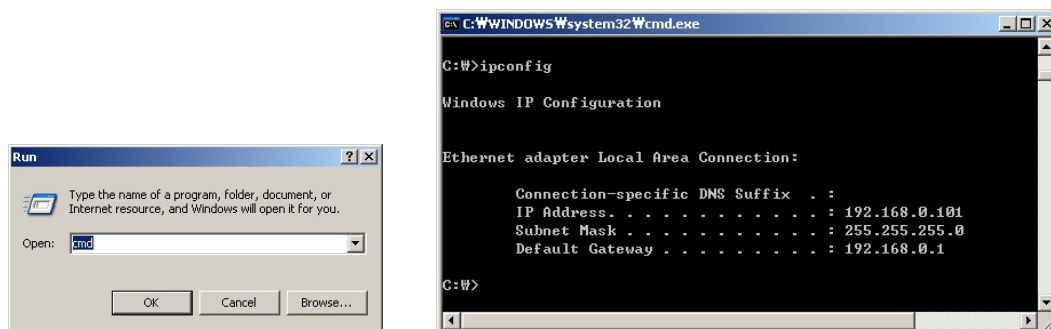 Run
Type the name of a program, folder, document, or
Internet resource, and Windows will open it for you.
Open: cmd
OK Cancel Browse...
C:₩WINDOWS₩system32₩cmd.exe
C:₩>ipconfig
Windows IP Configuration
Ethernet adapter Local Area Connection:
Connection-specific DNS Suffix . :
IP Address. . . . . . . . . . . . : 192.168.0.101
Subnet Mask . . . . . . . . . . . : 255.255.255.0
Default Gateway . . . . . . . . . : 192.168.0.1
C:₩>